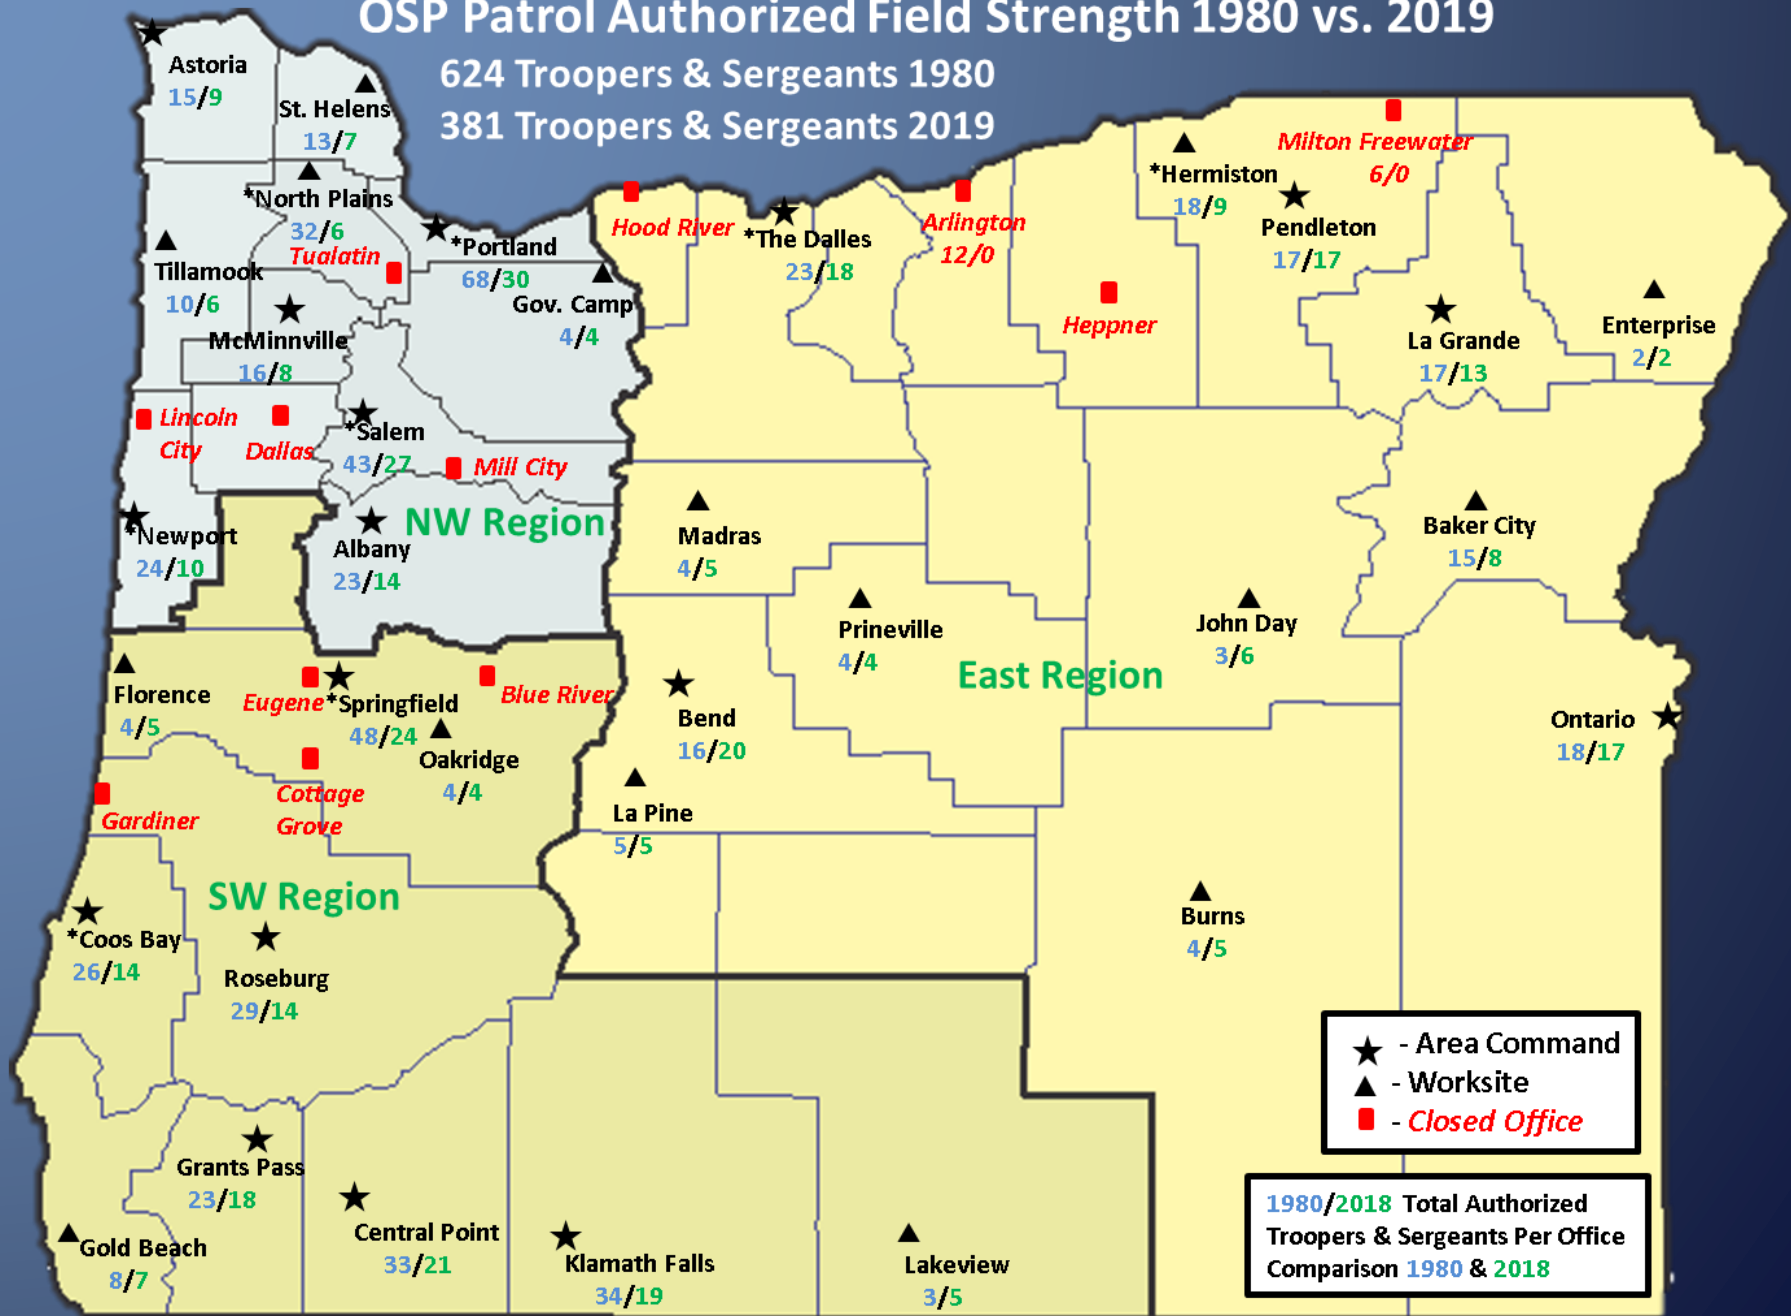 OSP Patrol Authorized Field Strength 1980 vs. 2019
624 Troopers & Sergeants 1980
381 Troopers & Sergeants 2019
Astoria
15/9
St. Helens
13/7
*North Plains
32/6
Tualatin
*Portland
68/30
Tillamook
10/6
Gov. Camp
4/4
McMinnville
16/8
Lincoln
City
Dallas
*Salem
43/27
Mill City
*Newport
24/10
Albany
23/14
NW Region
Hood River
*The Dalles
23/18
Arlington
12/0
Heppner
*Hermiston
18/9
Pendleton
17/17
Milton Freewater
6/0
La Grande
17/13
Enterprise
2/2
Madras
4/5
Baker City
15/8
Prineville
4/4
John Day
3/6
East Region
Bend
16/20
Ontario
18/17
La Pine
5/5
Burns
4/5
Florence
4/5
Eugene
*Springfield
48/24
Blue River
Oakridge
4/4
Cottage
Grove
Gardiner
SW Region
*Coos Bay
26/14
Roseburg
29/14
Grants Pass
23/18
Gold Beach
8/7
Central Point
33/21
Klamath Falls
34/19
Lakeview
3/5
- Area Command
- Worksite
- Closed Office
1980/2018 Total Authorized
Troopers & Sergeants Per Office
Comparison 1980 & 2018